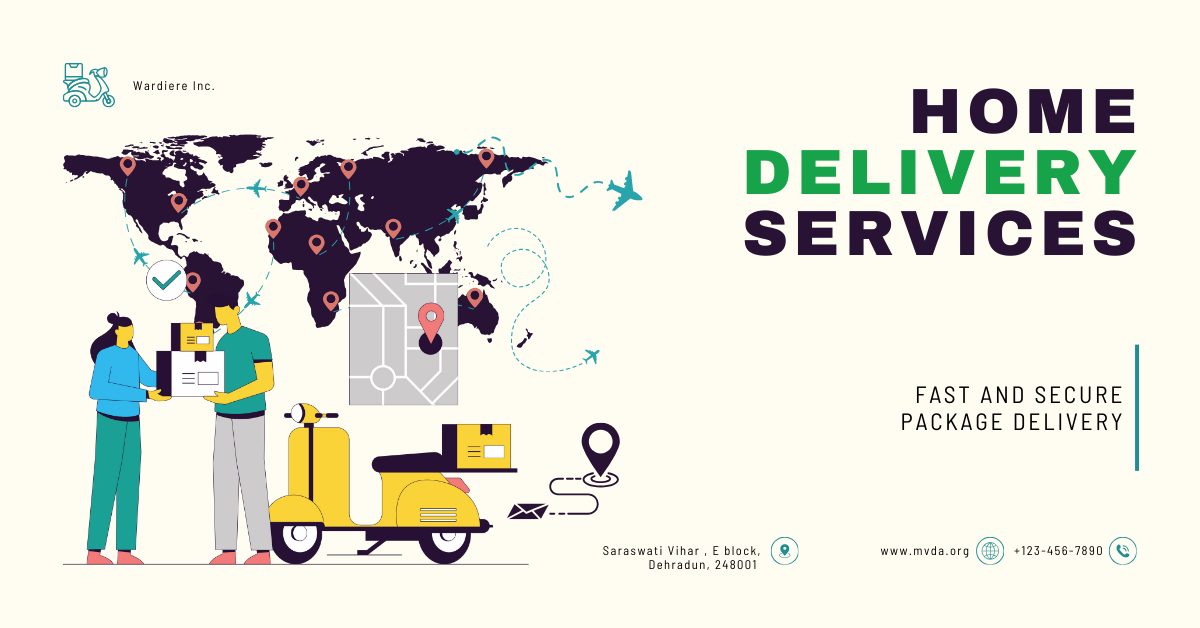 Wardiere Inc.
HOME
DELIVERY
SERVICES
FAST AND SECURE
PACKAGE DELIVERY
Saraswati Vihar , E block,
Dehradun, 248001
www.mvda.org
+123-456-7890